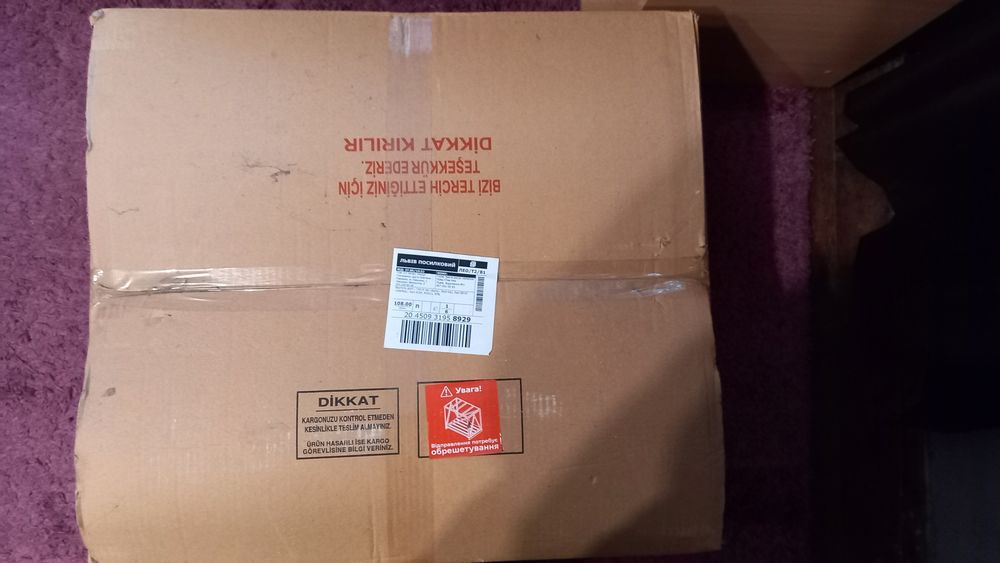 BİZİ TERCİH ETTİĞİNİZ İÇİN
TEŞEKKÜR EDERİZ.
DİKKAT KIRILIR
ЛЬВІВ ПОСИЛКОВИЙ
108.00
П
1
6
20 4509 3195 8929
DİKKAT
KARGONUZU KONTROL ETMEDEN
KESİNLİKLE TESLİM ALMAYINIZ.
ÜRÜN HASARLI İSE KARGO
GÖREVLİSİNE BİLGİ VERİNİZ.
Увага!
Відправлення потребує
обрешетування